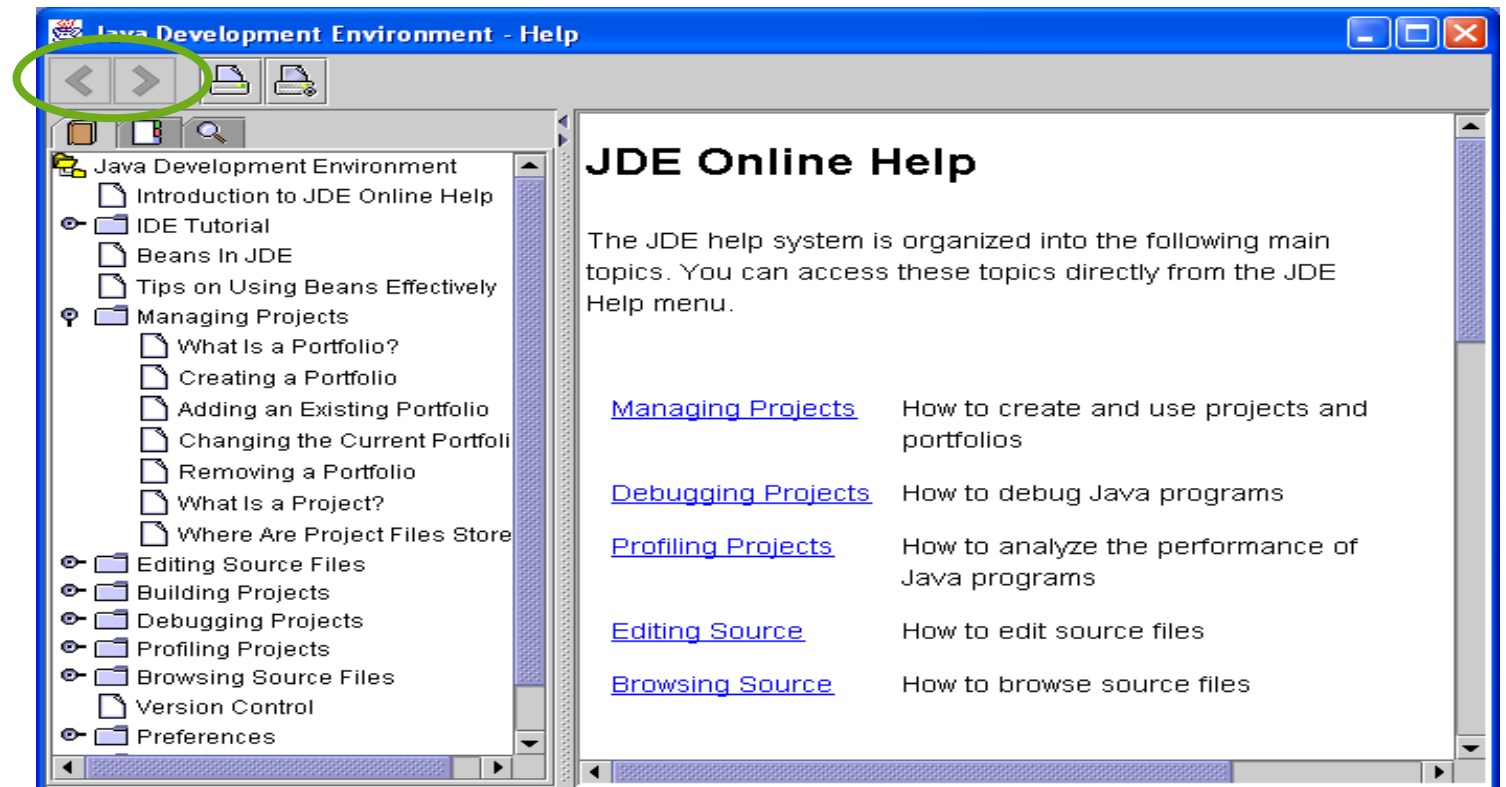 Java Development Environment - Help
Java Development Environment
Introduction to JDE Online Help
IDE Tutorial
Beans In JDE
Tips on Using Beans Effectively
Managing Projects
What Is a Portfolio?
Creating a Portfolio
Adding an Existing Portfolio
Changing the Current Portfoli
Removing a Portfolio
What Is a Project?
Where Are Project Files Store
Editing Source Files
Building Projects
Debugging Projects
Profiling Projects
Browsing Source Files
Version Control
Preferences
JDE Online Help
The JDE help system is organized into the following main
topics. You can access these topics directly from the JDE
Help menu.
Managing Projects How to create and use projects and
portfolios
Debugging Projects How to debug Java programs
Profiling Projects How to analyze the performance of
Java programs
Editing Source How to edit source files
Browsing Source How to browse source files